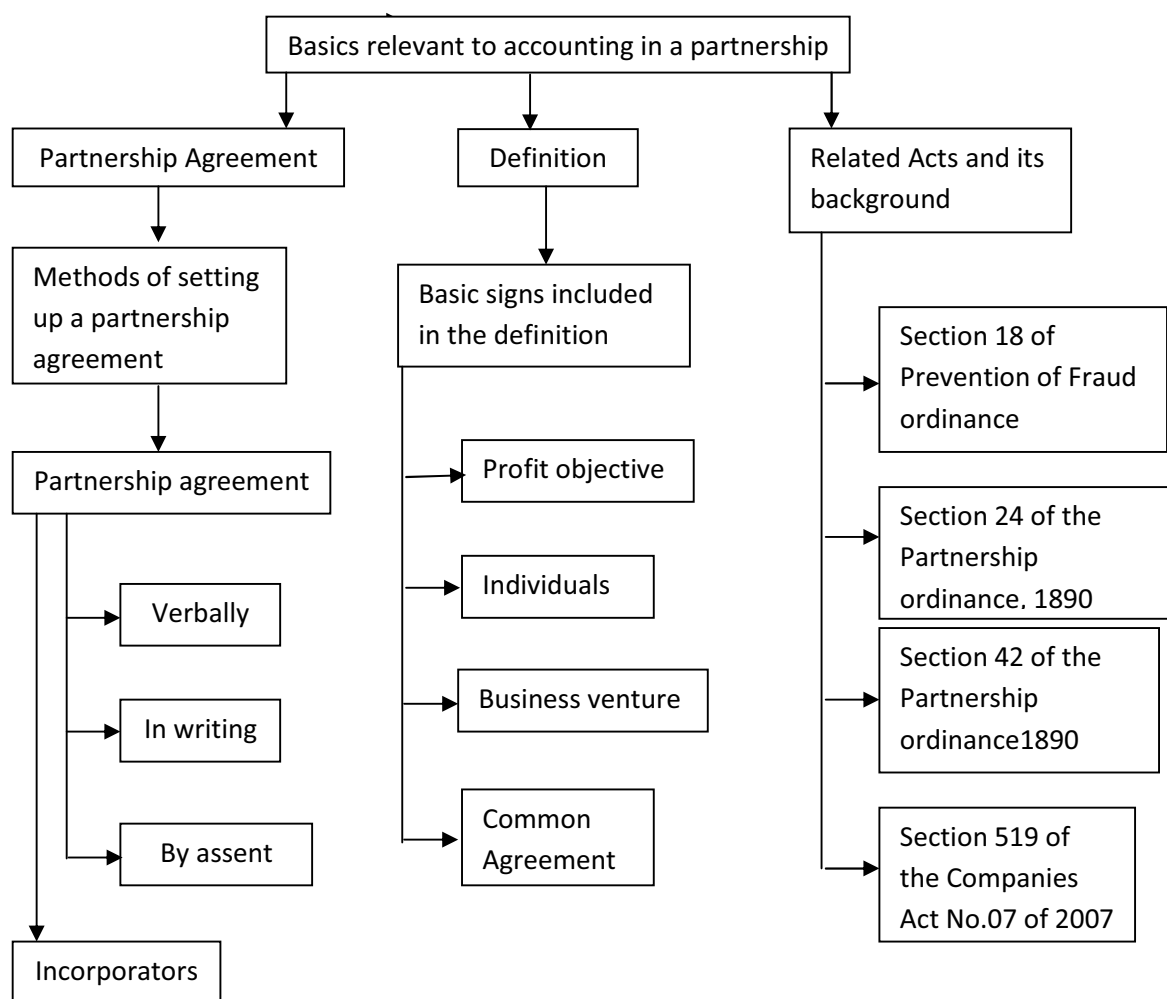 Basics relevant to accounting in a partnership
Partnership Agreement
Methods of setting
up a partnership
agreement
Partnership agreement
Verbally
In writing
By assent
Incorporators
Definition
Basic signs included
in the definition
Profit objective
Individuals
Business venture
Common
Agreement
Related Acts and its
background
Section 18 of
Prevention of Fraud
ordinance
Section 24 of the
Partnership
ordinance, 1890
Section 42 of the
Partnership
ordinance1890
Section 519 of
the Companies
Act No.07 of 2007